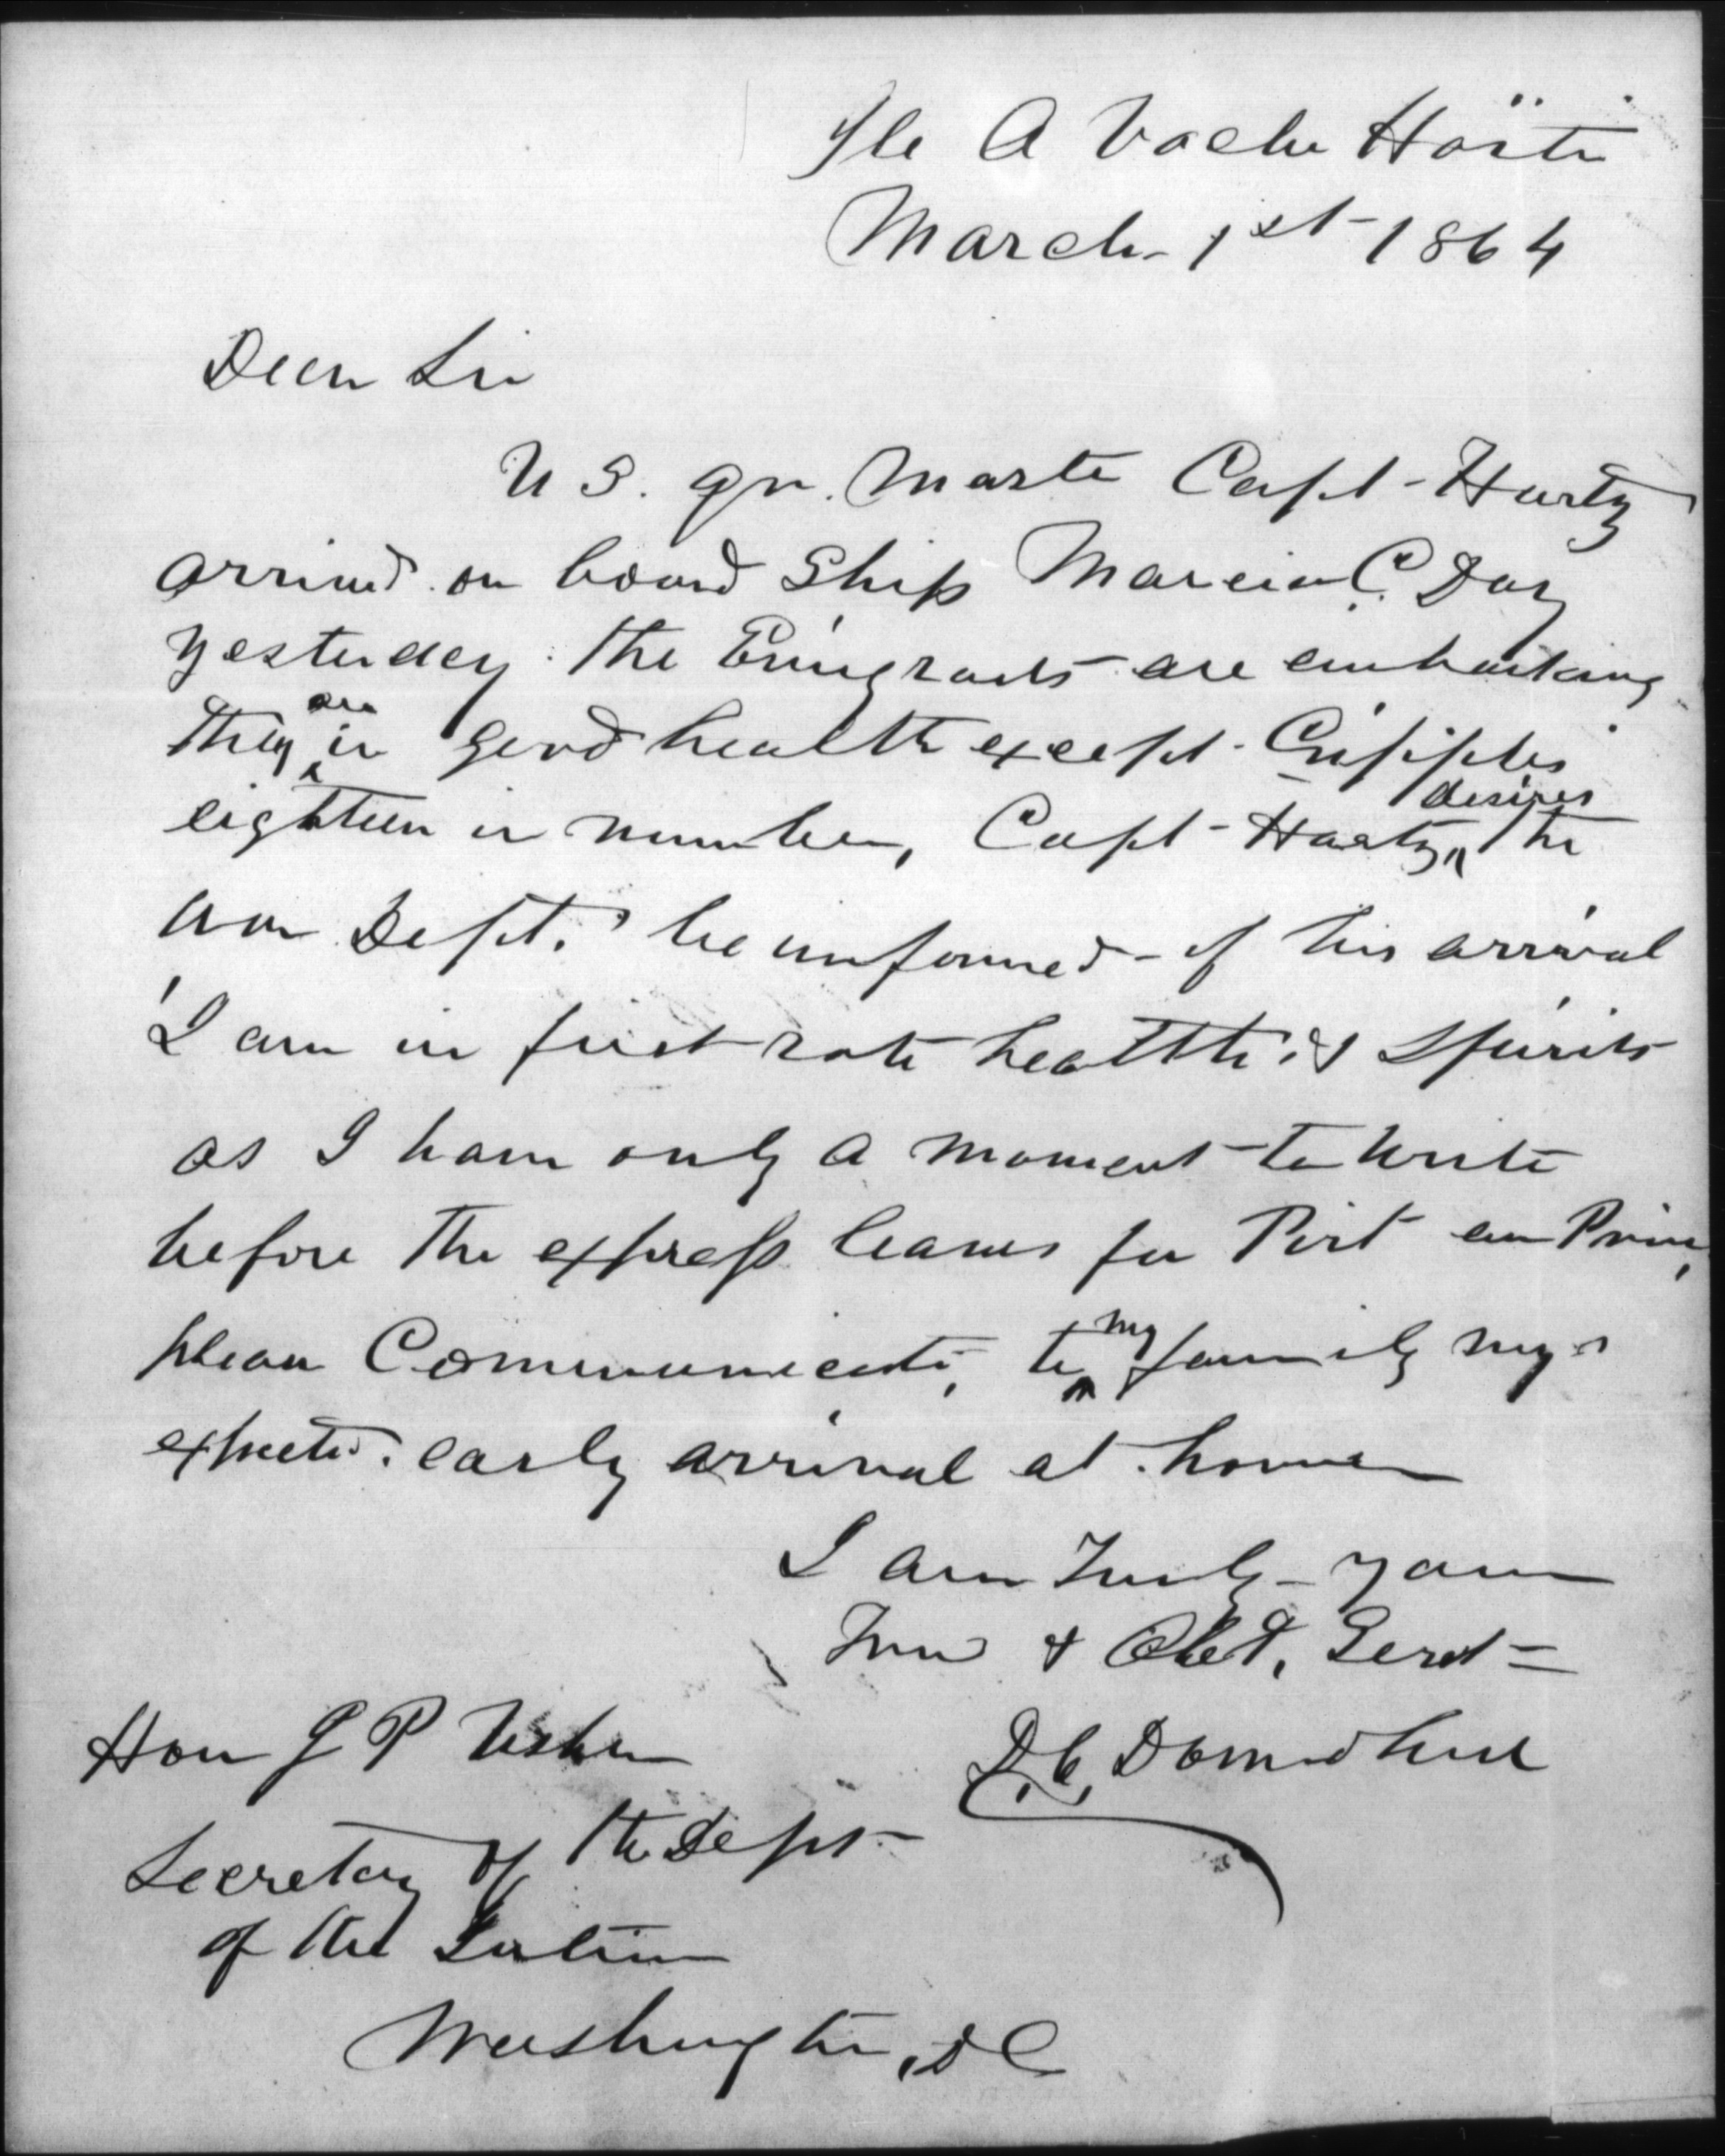 Ile A Vache Haïti
March 1st 1864
Dear Sir
U S. qr. Master Capt - Hartz
arrived on board Ship Marcia C. Day
yesterday. The Emigrants are embarking
They are in good health except - Cripples
eighteen in number, Capt - Hartz, desires the
War Dept. be informed - of his arrival
I am in first rate health & spirits
as I have only a moment to write
before the express leaves for Port au Prince,
please Communicate, to my family my
expected early arrival at home
I am Truly - yours
Friend & Obdt, Servt =
D. C. Donnohue
Hon J P Usher
Secretary of the Dept -
of the Interior
Washington, D C